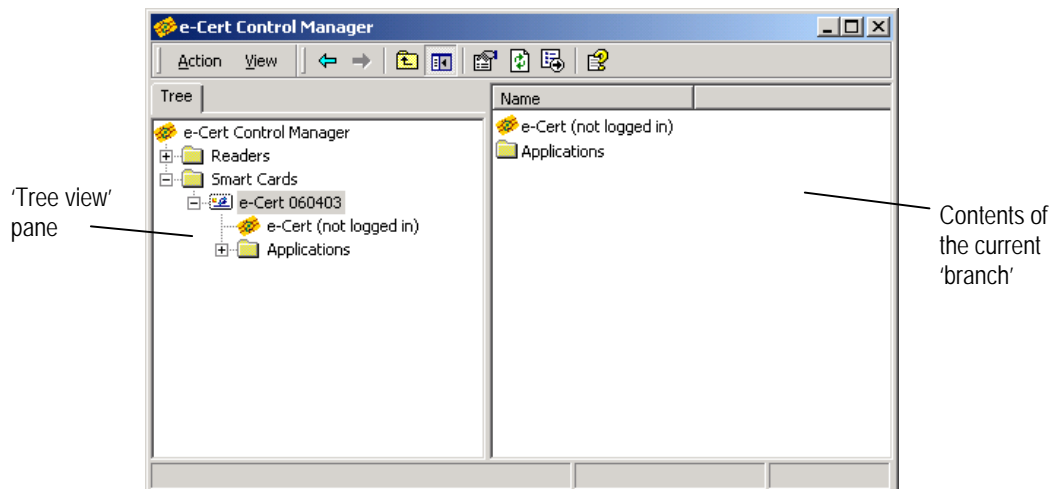 e-Cert Control Manager
Action View
Tree
Name
e-Cert Control Manager
Readers
Smart Cards
e-Cert 060403
e-Cert (not logged in)
Applications
e-Cert (not logged in)
Applications
'Tree view'
pane
Contents of
the current
'branch'